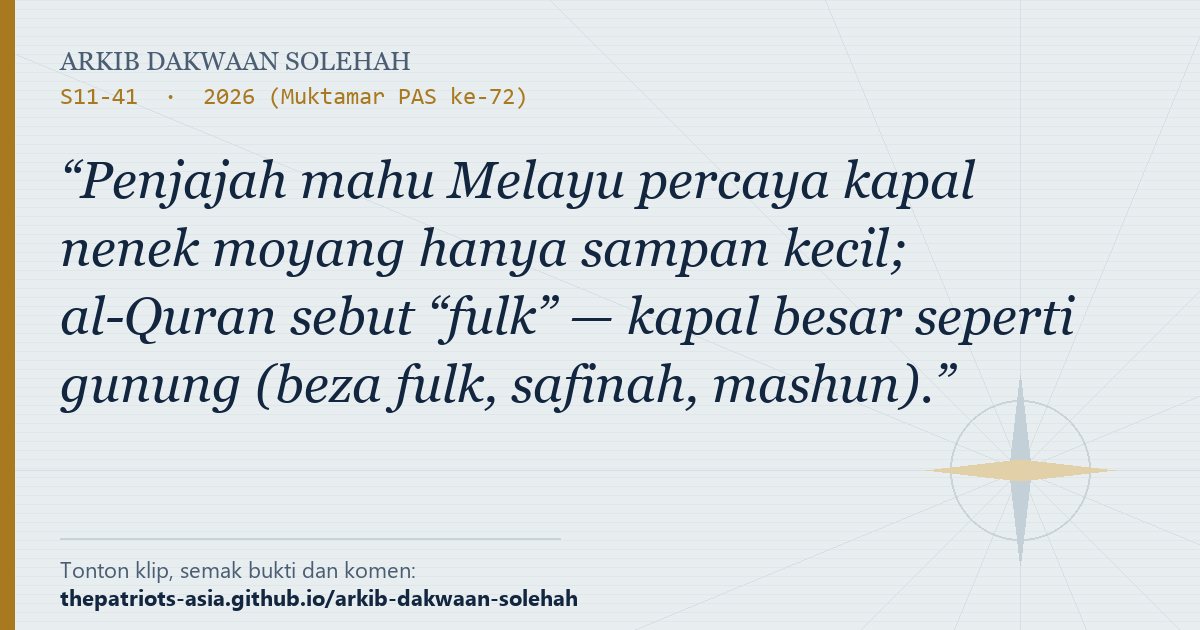 ARKIB DAKWAAN SOLEHAH
S11-41 · 2026 (Muktamar PAS ke-72)
“Penjajah mahu Melayu percaya kapal
nenek moyang hanya sampan kecil;
al-Quran sebut “fulk” — kapal besar seperti
gunung (beza fulk, safinah, mashun).”
Tonton klip, semak bukti dan komen:
thepatriots-asia.github.io/arkib-dakwaan-solehah